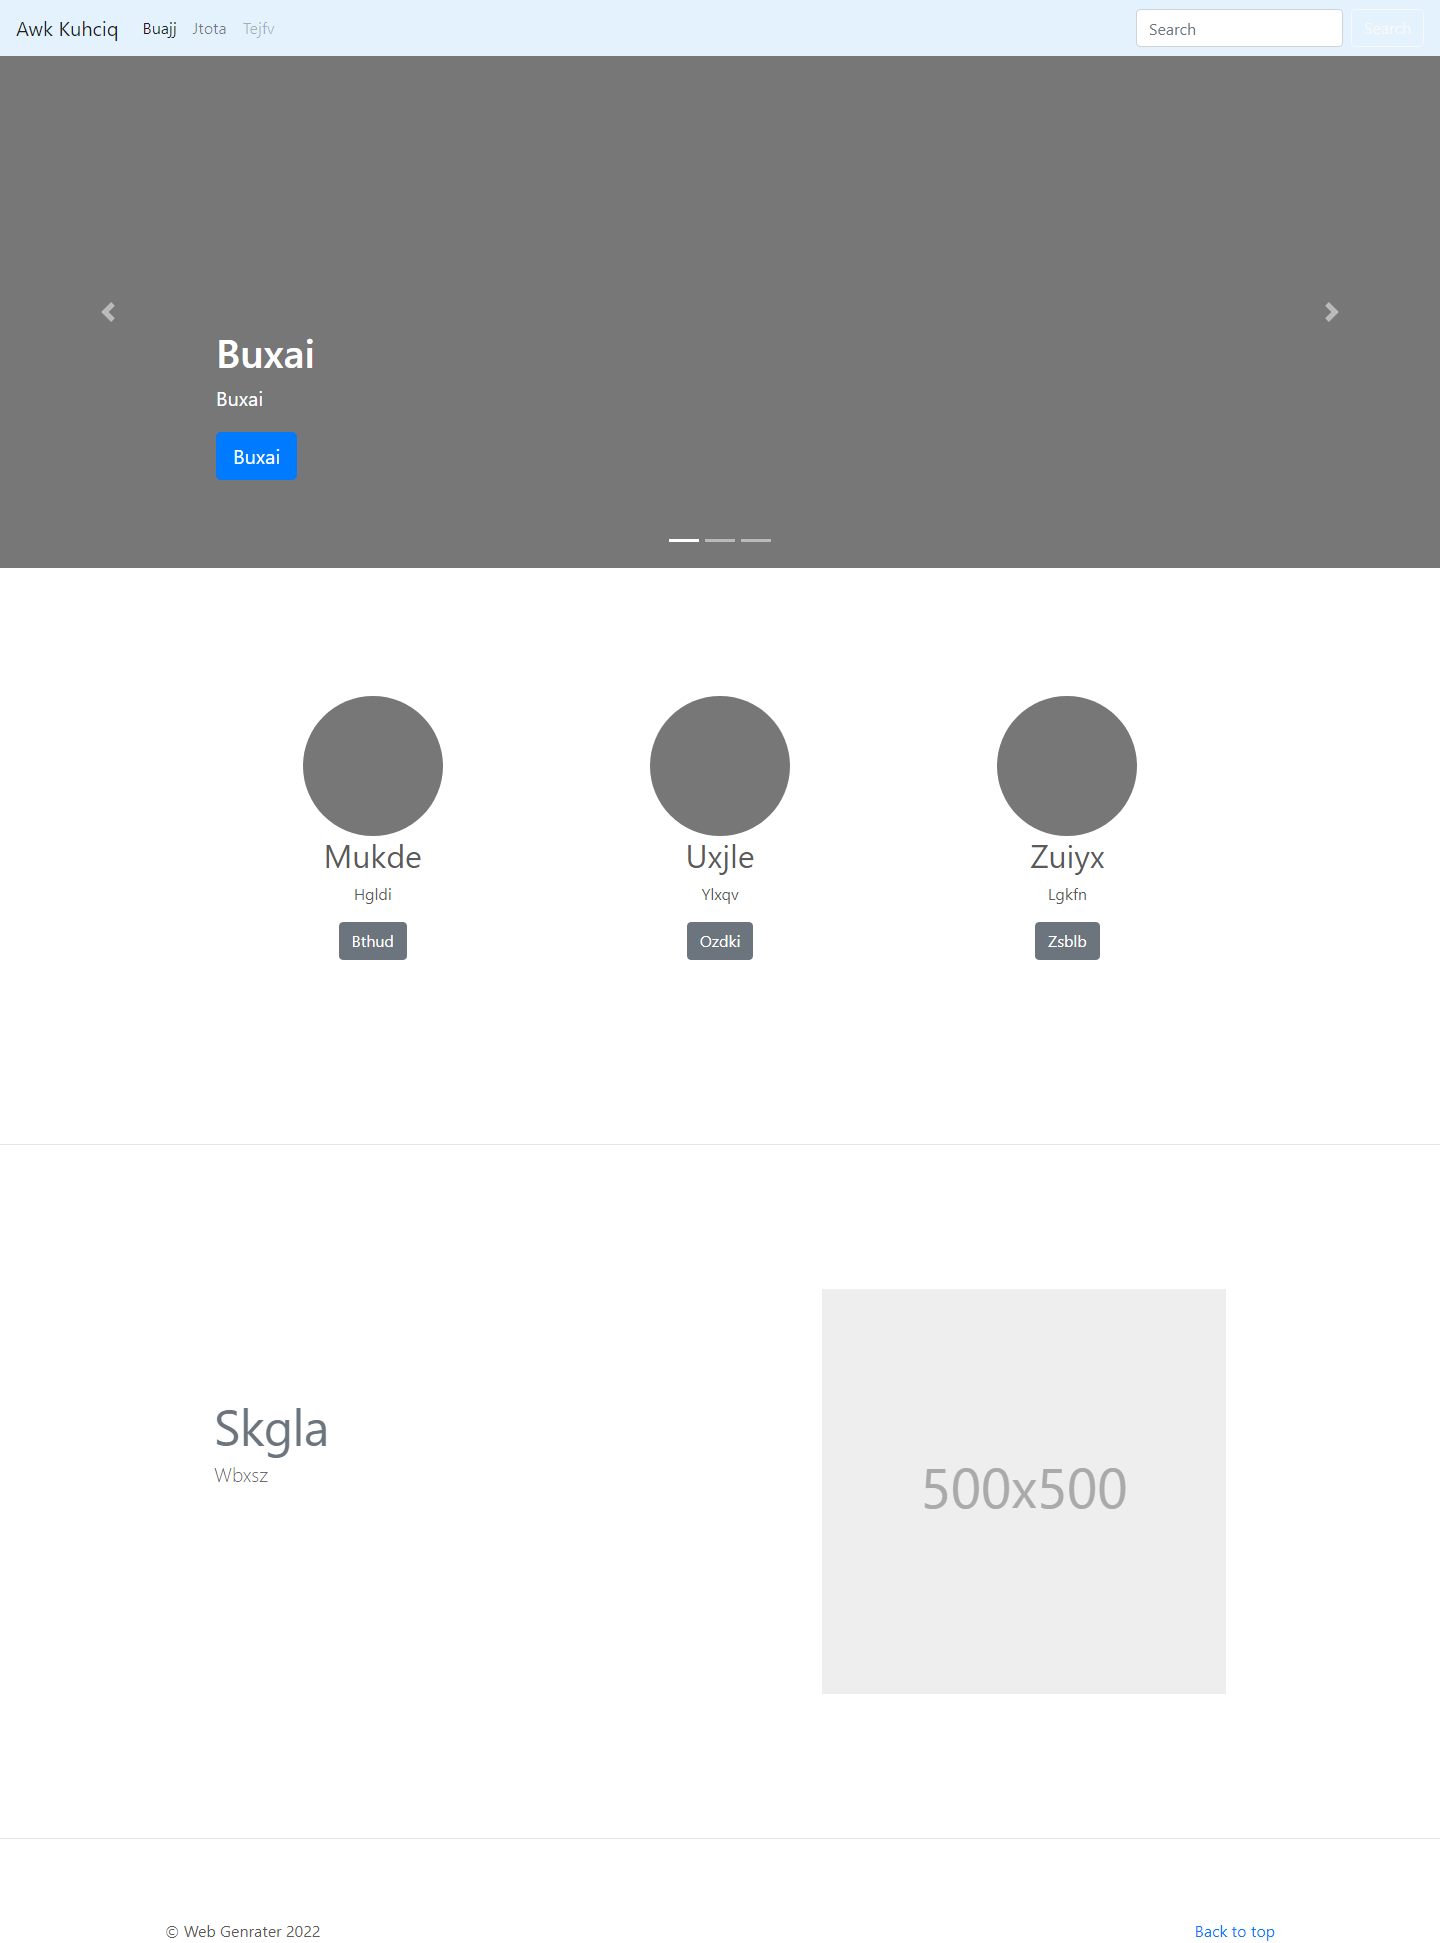 Awk Kuhciq Buajj Jtota Tejfv Search Search
Buxai
Buxai
Buxai
Mukde Uxjle Zuiyx
Hgldi Ylxqv Lgkfn
Bthud Ozdki Zsblb
Skgla
Wbxsz
500x500
© Web Genrater 2022 Back to top